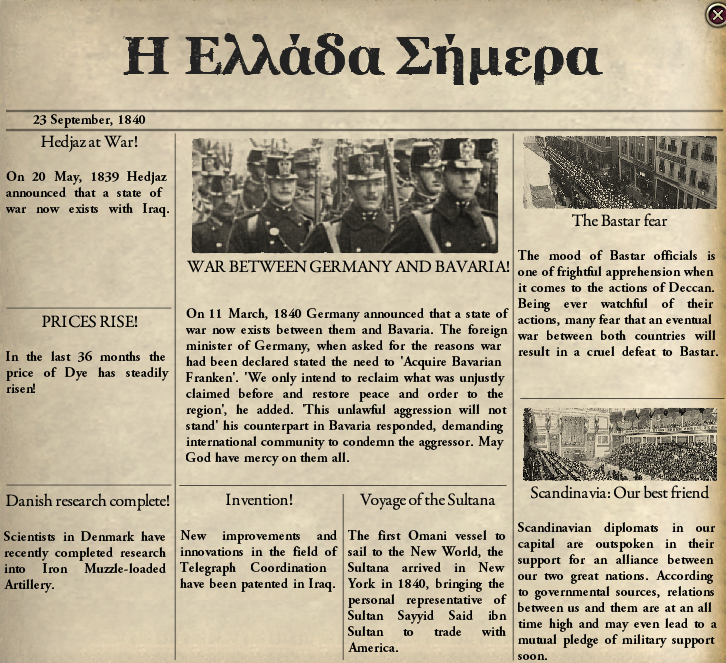 Η Ελλάδα Σήμερα
23 September, 1840
Hedjaz at War!
On 20 May, 1839 Hedjaz
announced that a state of
war now exists with Iraq.
PRICES RISE!
In the last 36 months the
price of Dye has steadily
risen!
Danish research complete!
Scientists in Denmark have
recently completed research
into Iron Muzzle-loaded
Artillery.
WAR BETWEEN GERMANY AND BAVARIA!
On 11 March, 1840 Germany announced that a state of
war now exists between them and Bavaria. The foreign
minister of Germany, when asked for the reasons war
had been declared stated the need to 'Acquire Bavarian
Franken'. 'We only intend to reclaim what was unjustly
claimed before and restore peace and order to the
region', he added. 'This unlawful aggression will not
stand' his counterpart in Bavaria responded, demanding
international community to condemn the aggressor. May
God have mercy on them all.
Invention!
New improvements and
innovations in the field of
Telegraph Coordination
have been patented in Iraq.
Voyage of the Sultana
The first Omani vessel to
sail to the New World, the
Sultana arrived in New
York in 1840, bringing the
personal representative of
Sultan Sayyid Said ibn
Sultan to trade with
America.
The Bastar fear
The mood of Bastar officials is
one of frightful apprehension when
it comes to the actions of Deccan.
Being ever watchful of their
actions, many fear that an eventual
war between both countries will
result in a cruel defeat to Bastar.
Scandinavia: Our best friend
Scandinavian diplomats in our
capital are outspoken in their
support for an alliance between
our two great nations. According
to governmental sources, relations
between us and them are at an all
time high and may even lead to a
mutual pledge of military support
soon.